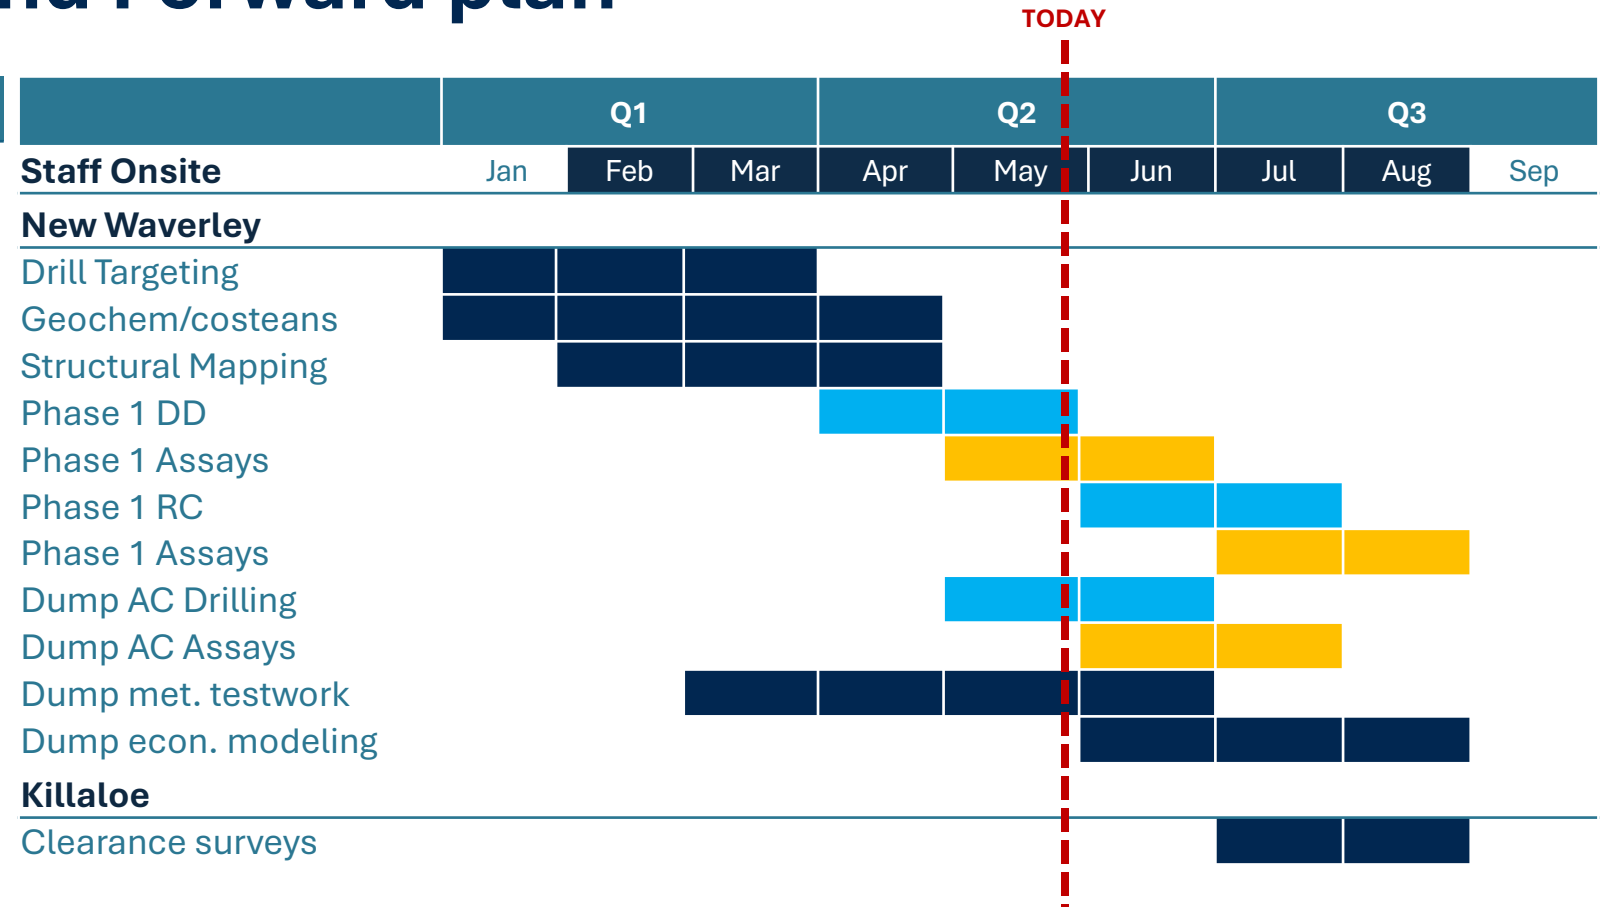 Forward plan
TODAY
Q1 Q2 Q3
Staff Onsite Jan Feb Mar Apr May Jun Jul Aug Sep
New Waverley
Drill Targeting
Geochem/costeans
Structural Mapping
Phase 1 DD
Phase 1 Assays
Phase 1 RC
Phase 1 Assays
Dump AC Drilling
Dump AC Assays
Dump met. testwork
Dump econ. modeling
Killaloe
Clearance surveys